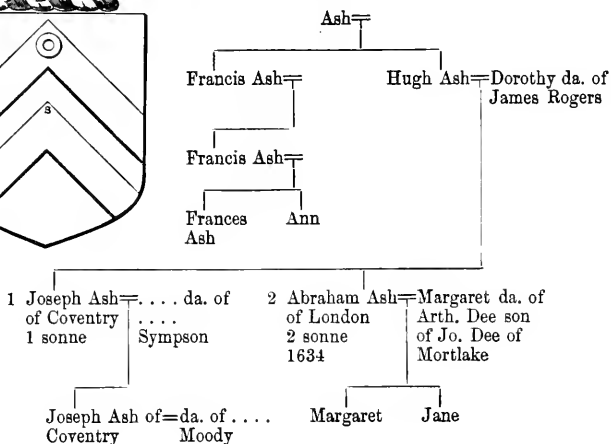 Ash
Francis Ash
Hugh Ash
Dorothy da. of
James Rogers
Francis Ash
Frances
Ash
Ann
s
1 Joseph Ash
of Coventry
1 sonne
. . . . da. of
. . . .
Sympson
2 Abraham Ash
of London
2 sonne
1634
Margaret da. of
Arth. Dee son
of Jo. Dee of
Mortlake
Joseph Ash of
Coventry
da. of . . . .
Moody
Margaret
Jane